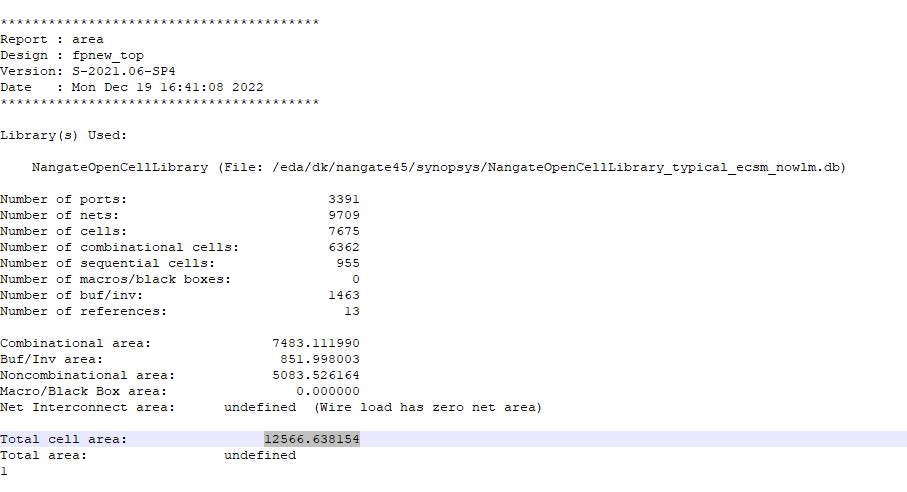 ****************************************
Report : area
Design : fpnew_top
Version: S-2021.06-SP4
Date   : Mon Dec 19 16:41:08 2022
****************************************
Library(s) Used:
NangateOpenCellLibrary (File: /eda/dk/nangate45/synopsys/NangateOpenCellLibrary_typical_ecsm_nowlm.db)
Number of ports: 3391
Number of nets: 9709
Number of cells: 7675
Number of combinational cells: 6362
Number of sequential cells: 955
Number of macros/black boxes: 0
Number of buf/inv: 1463
Number of references: 13
Combinational area: 7483.111990
Buf/Inv area: 851.998003
Noncombinational area: 5083.526164
Macro/Black Box area: 0.000000
Net Interconnect area: undefined (Wire load has zero net area)
Total cell area: 12566.638154
Total area: undefined
1